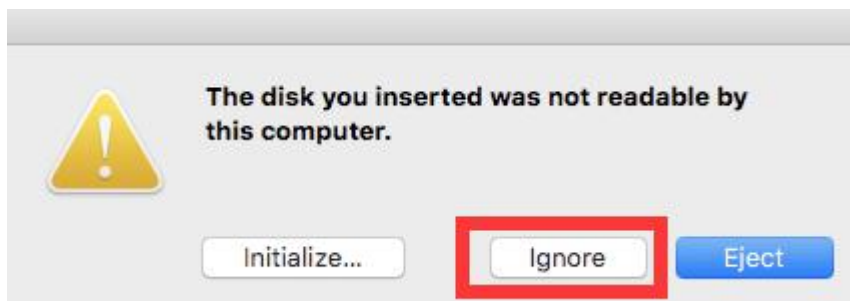 The disk you inserted was not readable by
this computer.
Initialize... Ignore Eject